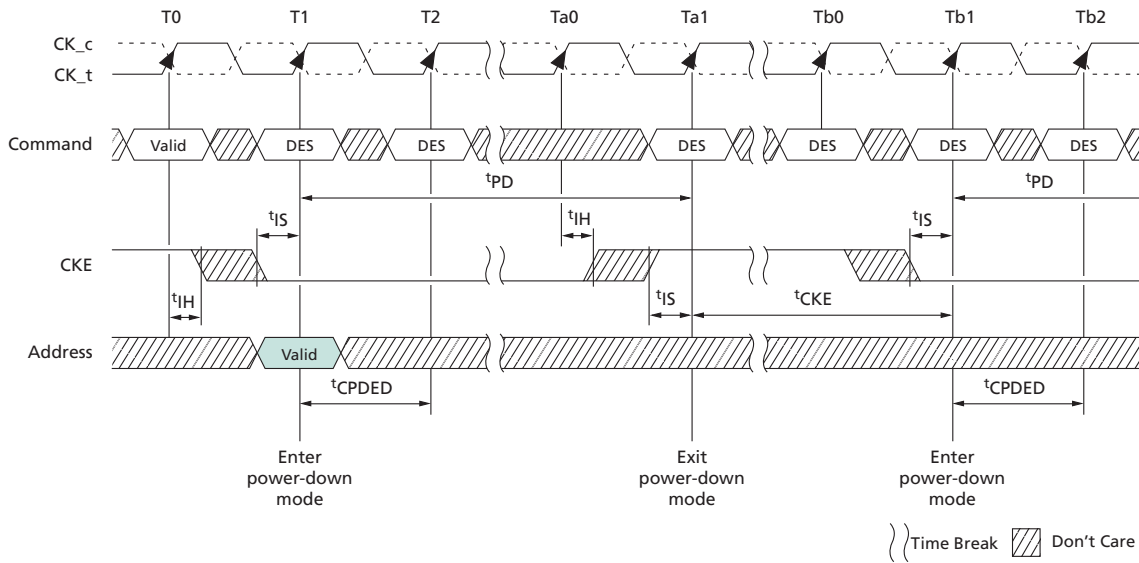 T0 T1 T2 Ta0 Ta1 Tb0 Tb1 Tb2
CK_c
CK_t
Command Valid DES DES DES DES DES DES
tPD tPD
tIS tIH tIS
CKE
tIH tIS tCKE
Address Valid
tCPDED tCPDED
Enter power-down mode
Exit power-down mode
Enter power-down mode
Time Break Don't Care